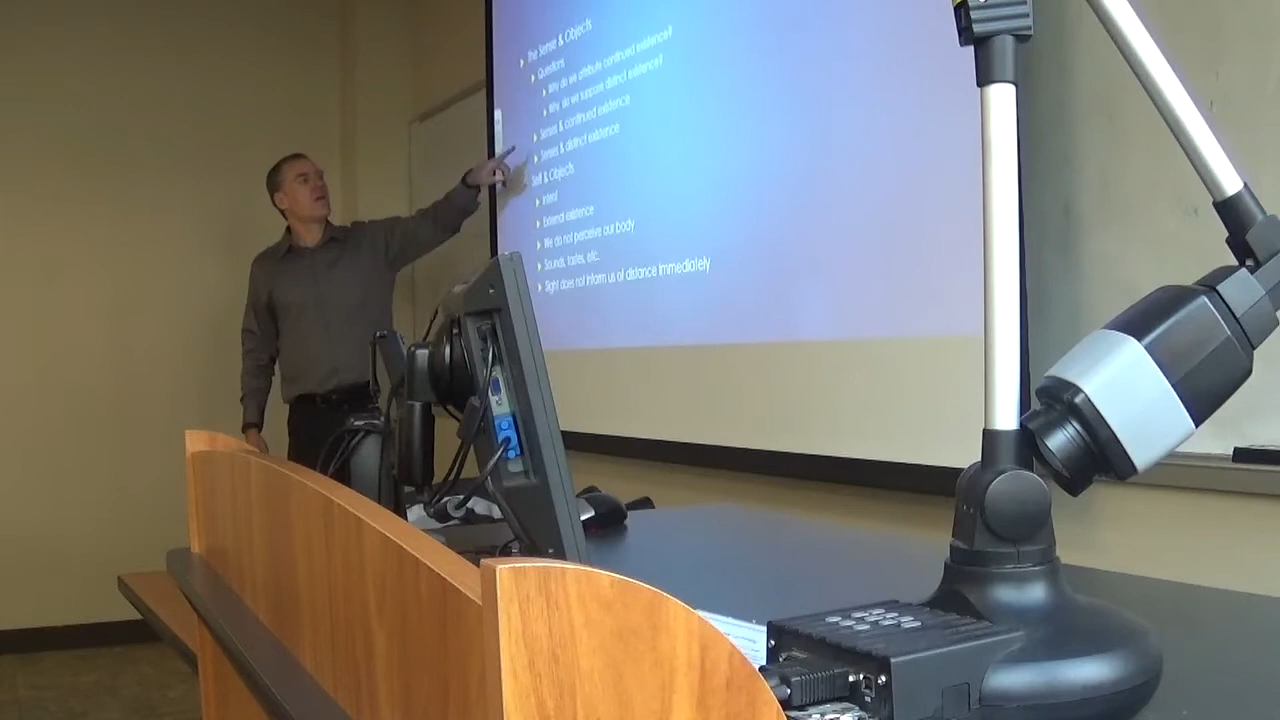 The Sense & Objects
Questions
Why do we attribute continued existence?
Why do we suppose distinct existence?
Senses & continued existence
Senses & distinct existence
Self & Objects
Intent
External existence
We do not perceive our body
Sounds, tastes, etc.
Sight does not inform us of distance immediately